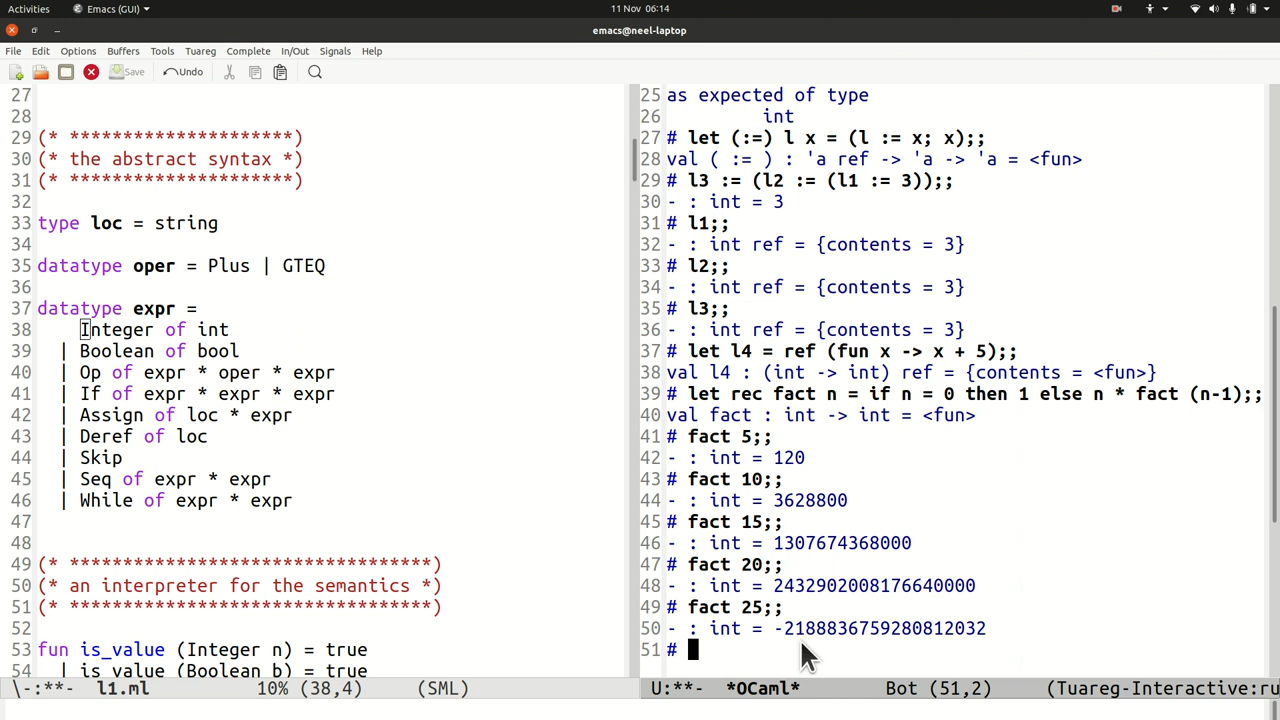 Activities Emacs (GUI) 11 Nov 06:14
emacs@neel-laptop
File Edit Options Buffers Tools Tuareg Complete In/Out Signals Help
Save Undo
27
28
29 (* *********************)
30 (* the abstract syntax *)
31 (* *********************)
32
33 type loc = string
34
35 datatype oper = Plus | GTEQ
36
37 datatype expr =
38     Integer of int
39   | Boolean of bool
40   | Op of expr * oper * expr
41   | If of expr * expr * expr
42   | Assign of loc * expr
43   | Deref of loc
44   | Skip
45   | Seq of expr * expr
46   | While of expr * expr
47
48
49 (* **********************************)
50 (* an interpreter for the semantics *)
51 (* **********************************)
52
53 fun is_value (Integer n) = true
54   | is_value (Boolean b) = true
\-:**-  l1.ml          10% (38,4)     (SML)
25 as expected of type
26          int
27 # let (:=) l x = (l := x; x);;
28 val ( := ) : 'a ref -> 'a -> 'a = <fun>
29 # l3 := (l2 := (l1 := 3));;
30 - : int = 3
31 # l1;;
32 - : int ref = {contents = 3}
33 # l2;;
34 - : int ref = {contents = 3}
35 # l3;;
36 - : int ref = {contents = 3}
37 # let l4 = ref (fun x -> x + 5);;
38 val l4 : (int -> int) ref = {contents = <fun>}
39 # let rec fact n = if n = 0 then 1 else n * fact (n-1);;
40 val fact : int -> int = <fun>
41 # fact 5;;
42 - : int = 120
43 # fact 10;;
44 - : int = 3628800
45 # fact 15;;
46 - : int = 1307674368000
47 # fact 20;;
48 - : int = 2432902008176640000
49 # fact 25;;
50 - : int = -2188836759280812032
51 #
U:**-  *OCaml*        Bot (51,2)     (Tuareg-Interactive:ru